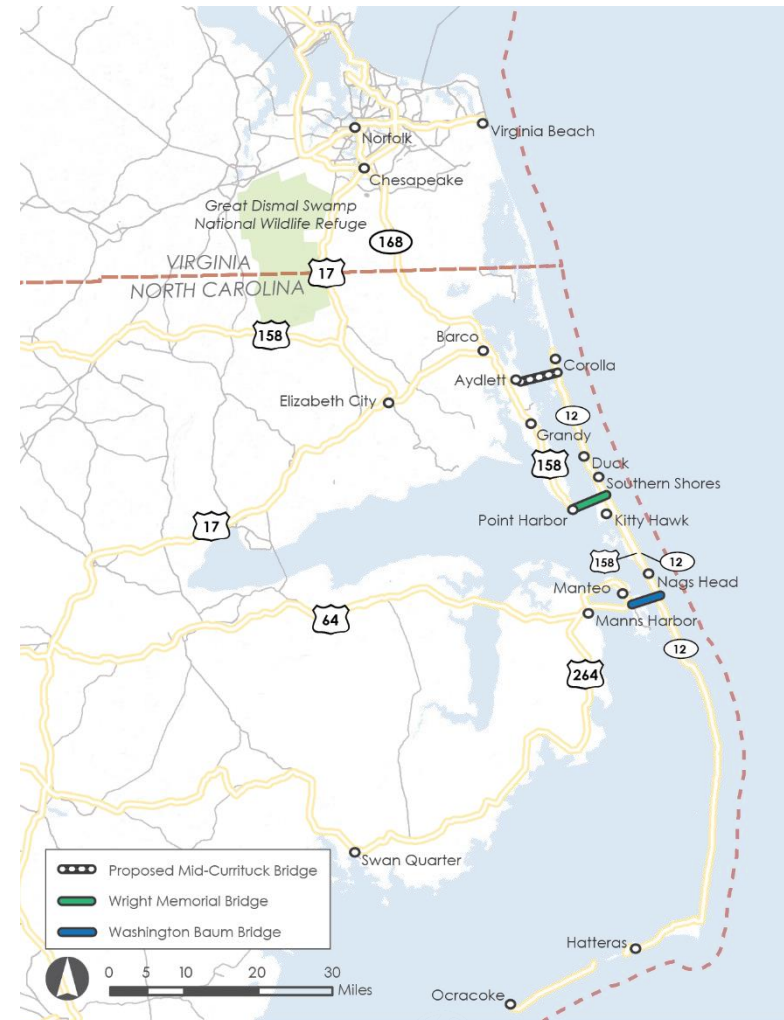 Norfolk
Virginia Beach
Chesapeake
Great Dismal Swamp
National Wildlife Refuge
168
VIRGINIA
17
NORTH CAROLINA
158
Barco
Corolla
Aydlett
Elizabeth City
12
Grandy
Duck
158
Southern Shores
17
Point Harbor
Kitty Hawk
158
12
Nags Head
Manteo
64
Manns Harbor
12
264
Swan Quarter
Proposed Mid-Currituck Bridge
Wright Memorial Bridge
Washington Baum Bridge
Hatteras
0 5 10 20 30
Miles
Ocracoke